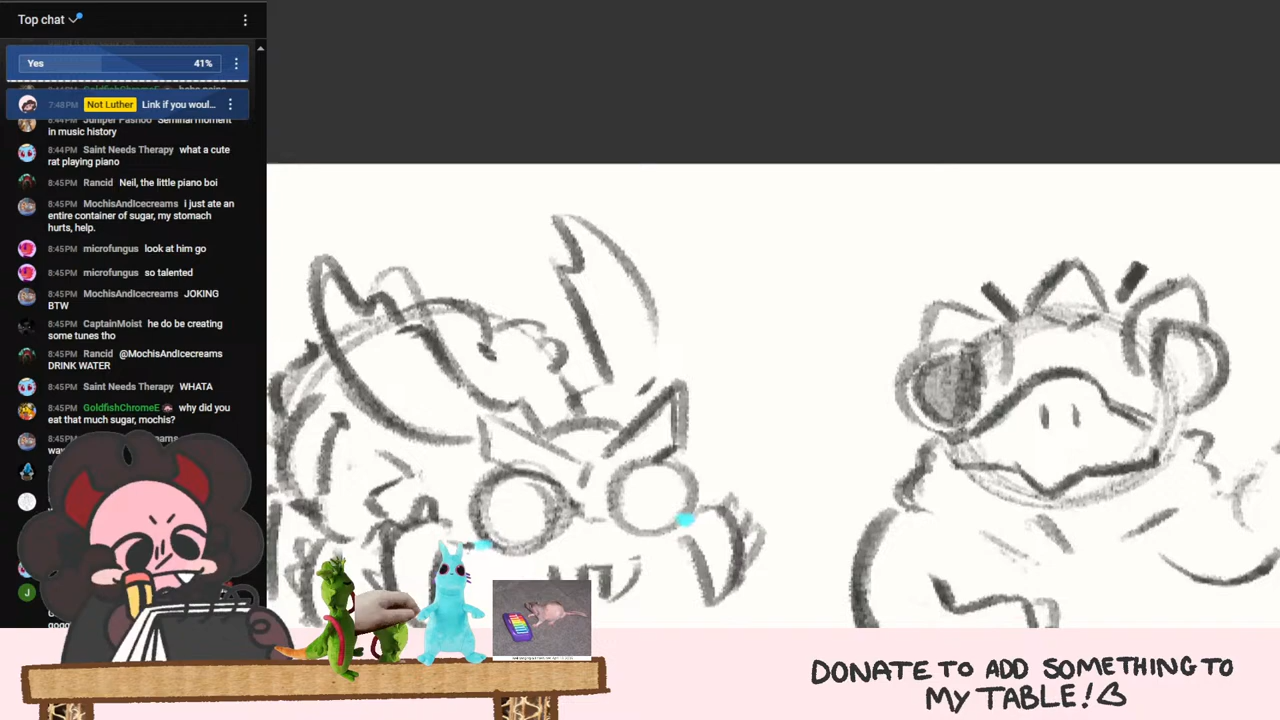 Top chat
Yes 41%
GoldfishChromeE
7:48PM Not Luther Link if you woul...
8:44PM Juniper Seminal moment
in music history
8:44PM Saint Needs Therapy what a cute
rat playing piano
8:45PM Rancid Neil, the little piano boi
8:45PM MochisAndIcecreams i just ate an
entire container of sugar, my stomach
hurts, help.
8:45PM microfungus look at him go
8:45PM microfungus so talented
8:45PM MochisAndIcecreams JOKING
BTW
8:45PM CaptainMoist he do be creating
some tunes tho
8:45PM Rancid @MochisAndIcecreams
DRINK WATER
8:45PM Saint Needs Therapy WHATA
8:45PM GoldfishChromeE why did you
eat that much sugar, mochis?
8:45PM
J
DONATE TO ADD SOMETHING TO
MY TABLE!